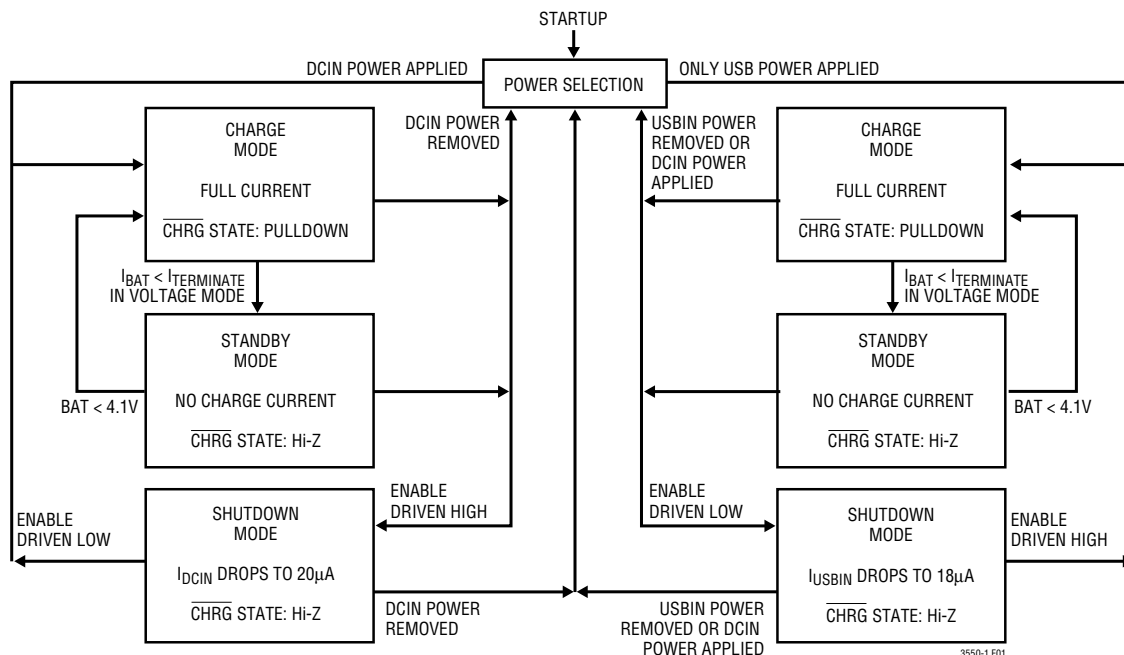 STARTUP
DCIN POWER APPLIED
POWER SELECTION
ONLY USB POWER APPLIED
CHARGE
MODE
FULL CURRENT
CHRG STATE: PULLDOWN
DCIN POWER
REMOVED
USBIN POWER
REMOVED OR
DCIN POWER
APPLIED
CHARGE
MODE
FULL CURRENT
CHRG STATE: PULLDOWN
IBAT < ITERMINATE
IN VOLTAGE MODE
IBAT < ITERMINATE
IN VOLTAGE MODE
STANDBY
MODE
NO CHARGE CURRENT
CHRG STATE: Hi-Z
BAT < 4.1V
STANDBY
MODE
NO CHARGE CURRENT
CHRG STATE: Hi-Z
BAT < 4.1V
ENABLE
DRIVEN LOW
SHUTDOWN
MODE
IDCIN DROPS TO 20µA
CHRG STATE: Hi-Z
ENABLE
DRIVEN HIGH
DCIN POWER
REMOVED
ENABLE
DRIVEN LOW
USBIN POWER
REMOVED OR DCIN
POWER APPLIED
SHUTDOWN
MODE
IUSBIN DROPS TO 18µA
CHRG STATE: Hi-Z
ENABLE
DRIVEN HIGH
3550-1 F01